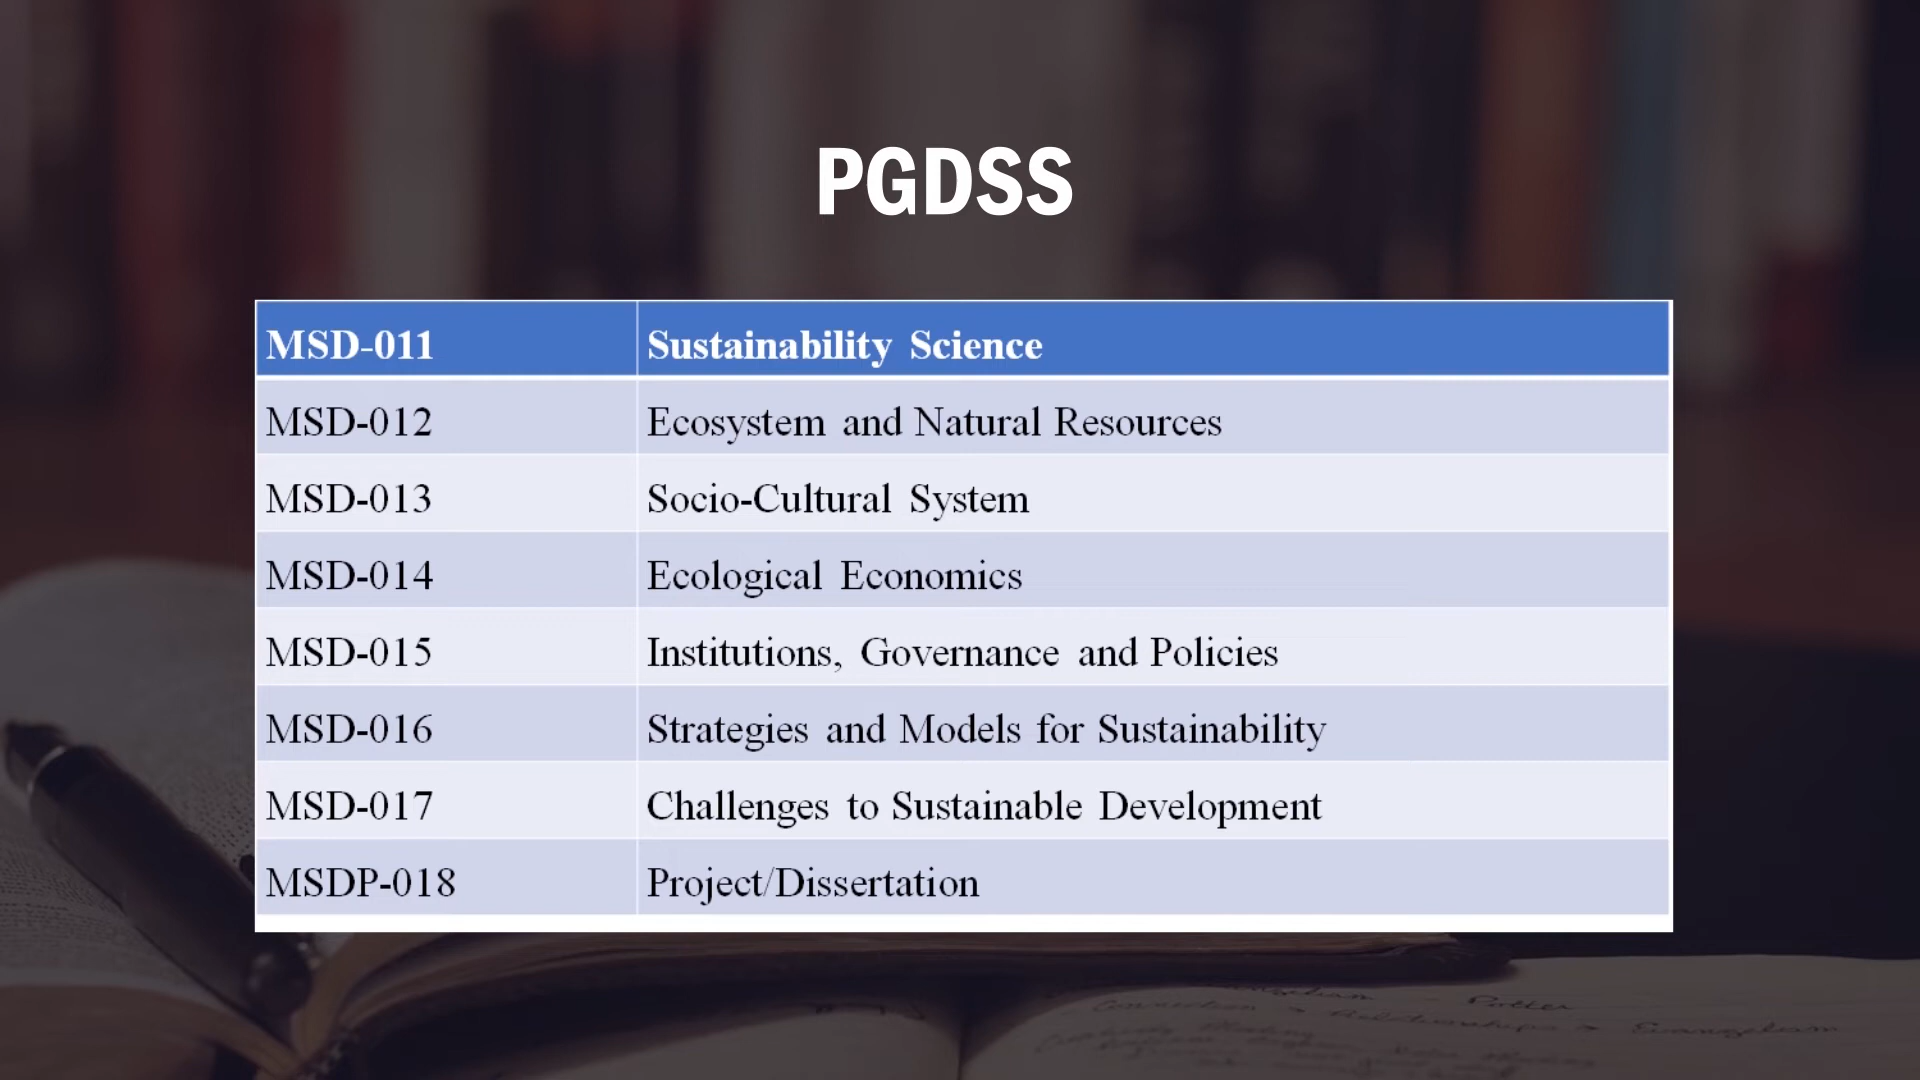 PGDSS
MSD-011 Sustainability Science
MSD-012 Ecosystem and Natural Resources
MSD-013 Socio-Cultural System
MSD-014 Ecological Economics
MSD-015 Institutions, Governance and Policies
MSD-016 Strategies and Models for Sustainability
MSD-017 Challenges to Sustainable Development
MSDP-018 Project/Dissertation